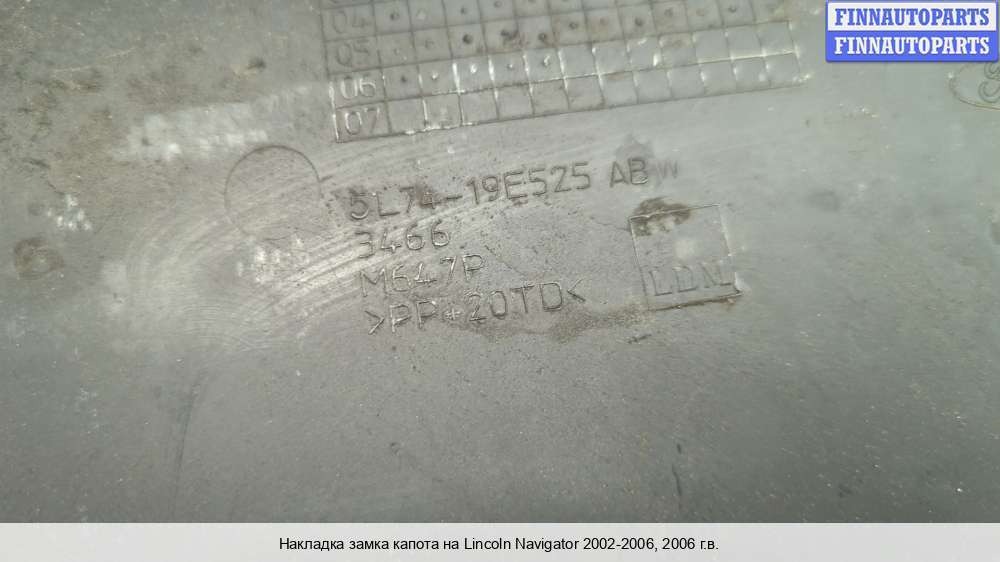 FINNAUTOPARTS
FINNAUTOPARTS
04
05
06
07
5L74-19E525 AB
3466
M647P
>PP+20TD<
LDN
Накладка замка капота на Lincoln Navigator 2002-2006, 2006 г.в.